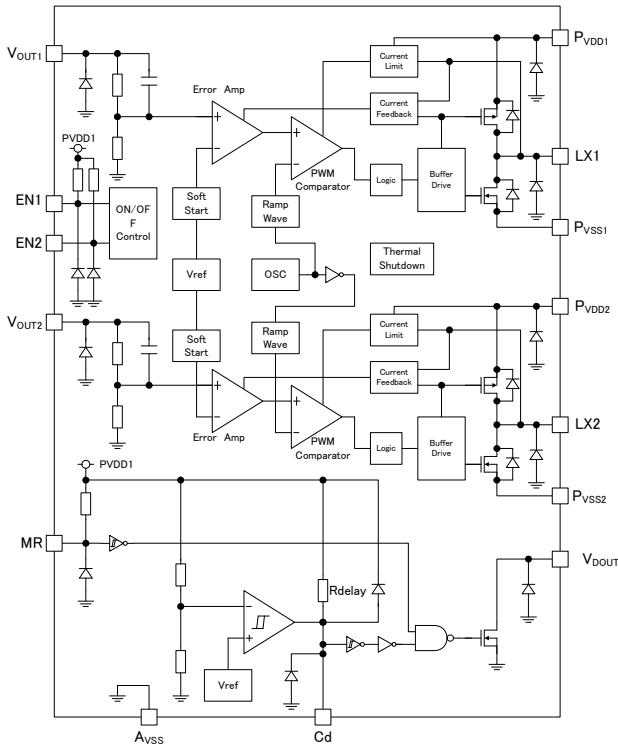 VOUT1
PVDD1
Current
Limit
Error Amp
Current
Feedback
PVDD1
LX1
EN1
ON/OF
F
Control
Soft
Start
Ramp
Wave
PWM
Comparator
Logic
Buffer
Drive
EN2
PVSS1
Vref
OSC
Thermal
Shutdown
PVDD2
VOUT2
Soft
Start
Ramp
Wave
Current
Limit
Current
Feedback
Error Amp
PWM
Comparator
Logic
Buffer
Drive
LX2
PVDD1
PVSS2
MR
VDOUT
Rdelay
Vref
AVSS
Cd